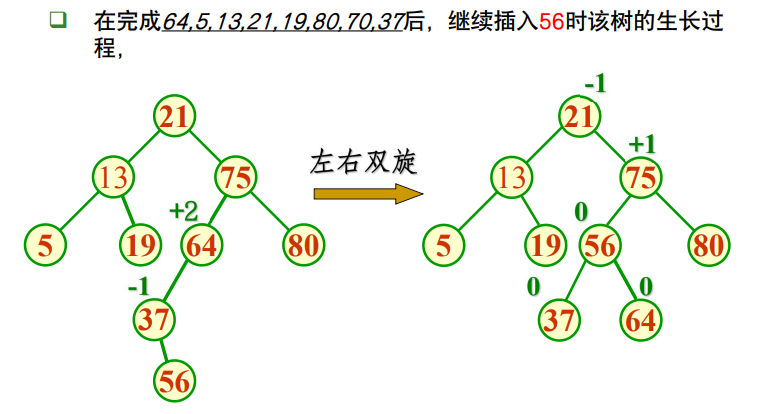 ❑ 在完成64,5,13,21,19,80,70,37后，继续插入56时该树的生长过
程，
-1
21 21
+1
13 75 左右双旋 13 75
+2 0
5 19 64 80 5 19 56 80
-1 0 0
37 37 64
56